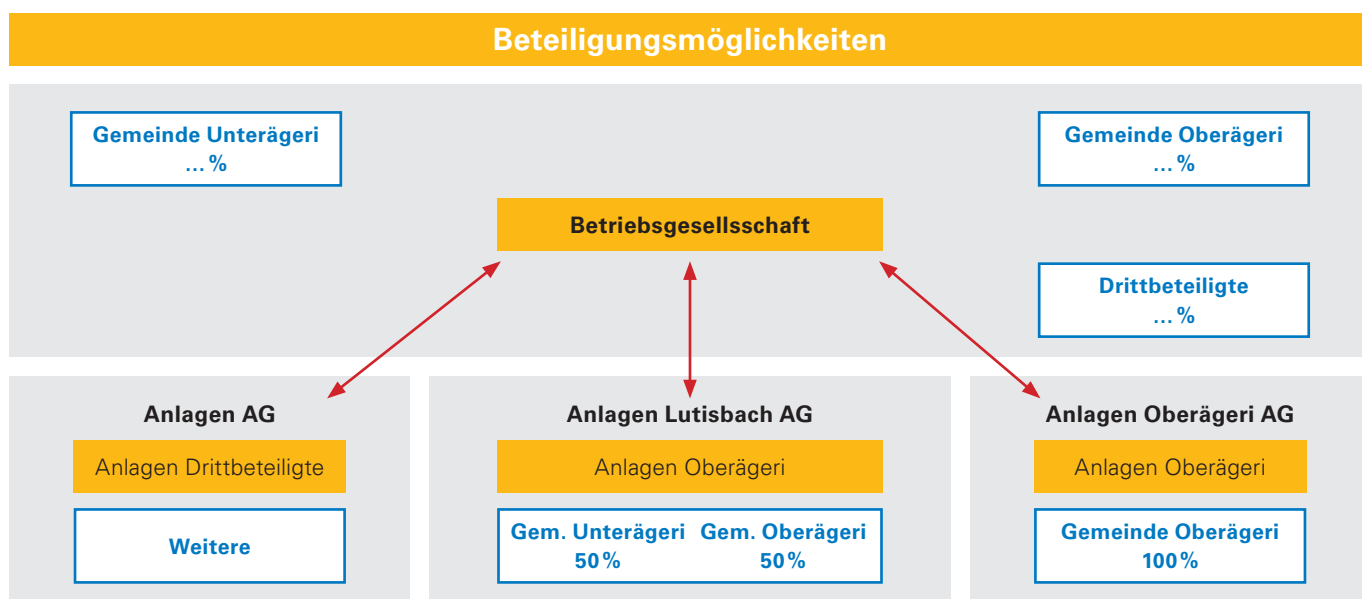 Beteiligungsmöglichkeiten
Gemeinde Unterägeri
…%
Gemeinde Oberägeri
…%
Betriebsgesellsschaft
Drittbeteiligte
…%
Anlagen AG
Anlagen Drittbeteiligte
Weitere
Anlagen Lutisbach AG
Anlagen Oberägeri
Gem. Unterägeri Gem. Oberägeri
50% 50%
Anlagen Oberägeri AG
Anlagen Oberägeri
Gemeinde Oberägeri
100%